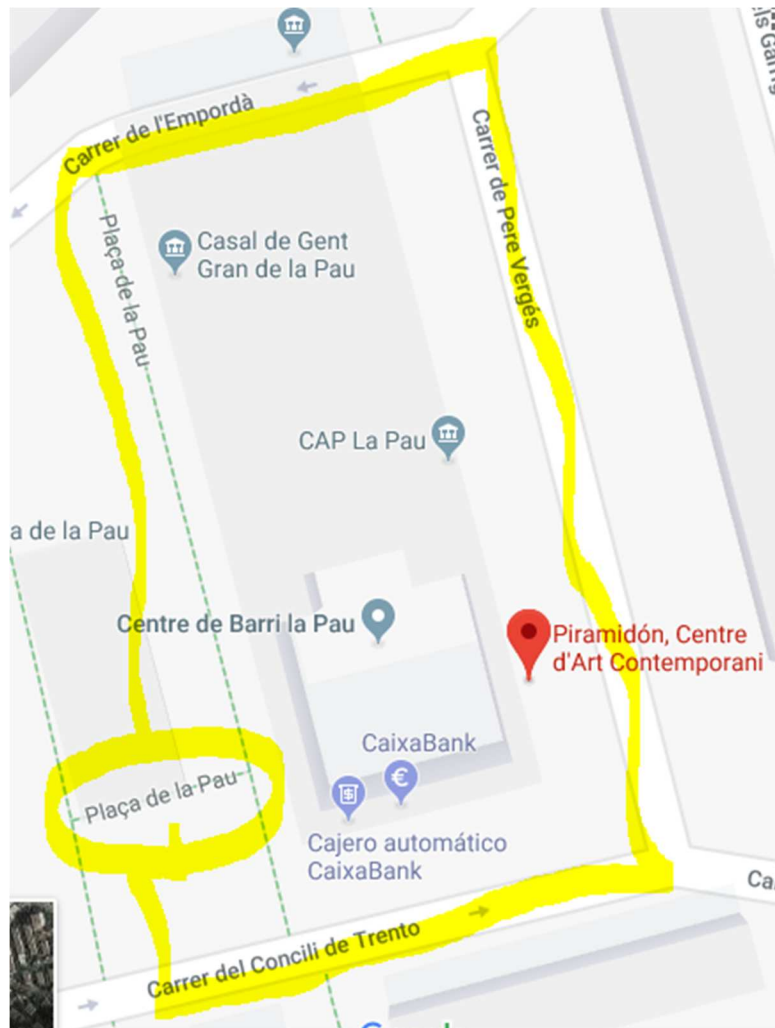 els Garrig
Carrer de l'Empordà
Carrer de Pere Vergés
Plaça de la Pau
Casal de Gent
Gran de la Pau
CAP La Pau
a de la Pau
Centre de Barri la Pau
Piramidón, Centre
d'Art Contemporani
CaixaBank
€
$
Plaça de la Pau
Cajero automático
CaixaBank
Ca
Carrer del Concili de Trento